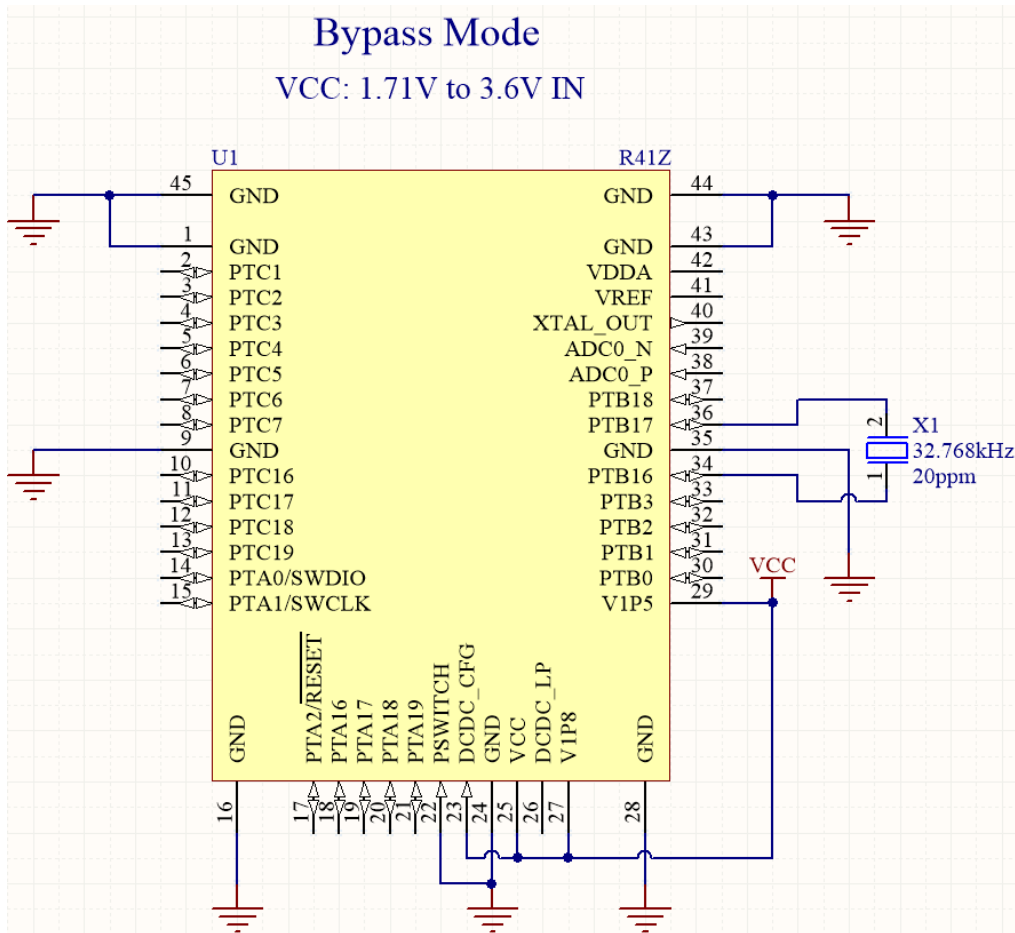 Bypass Mode
VCC: 1.71V to 3.6V IN
U1 R41Z
45 GND GND 44
1 GND GND 43
2 PTC1 VDDA 42
3 PTC2 VREF 41
4 PTC3 XTAL_OUT 40
5 PTC4 ADC0_N 39
6 PTC5 ADC0_P 38
7 PTC6 PTB18 37
8 PTC7 PTB17 36
9 GND GND 35
10 PTC16 PTB16 34
11 PTC17 PTB3 33
12 PTC18 PTB2 32
13 PTC19 PTB1 31
14 PTA0/SWDIO PTB0 30
15 PTA1/SWCLK V1P5 29
2 X1
32.768kHz
1 20ppm
VCC
GND 16
PTA2/RESET 17
PTA16 18
PTA17 19
PTA18 20
PTA19 21
PSWITCH 22
DCDC_CFG 23
GND 24
VCC 25
DCDC_LP 26
V1P8 27
GND 28